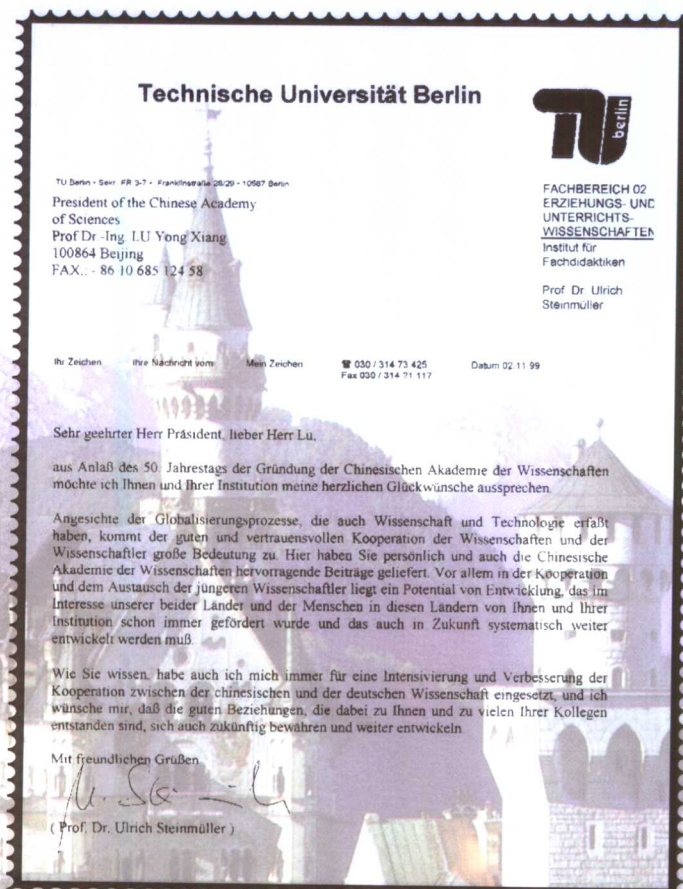 Technische Universität Berlin
TU berlin
TU Berlin - Sekr. FR 3-7 - Franklinstraße 28/29 - 10587 Berlin
President of the Chinese Academy
of Sciences
Prof Dr -Ing. LU Yong Xiang
100864 Beijing
FAX.: - 86 10 685 124 58
FACHBEREICH 02
ERZIEHUNGS- UND
UNTERRICHTS-
WISSENSCHAFTEN
Institut für
Fachdidaktiken
Prof. Dr. Ulrich
Steinmüller
Ihr Zeichen Ihre Nachricht vom Mein Zeichen ☎ 030 / 314 73 425 Datum 02.11.99
Fax 030 / 314 21 117
Sehr geehrter Herr Präsident, lieber Herr Lu,
aus Anlaß des 50. Jahrestags der Gründung der Chinesischen Akademie der Wissenschaften
möchte ich Ihnen und Ihrer Institution meine herzlichen Glückwünsche aussprechen.
Angesichte der Globalisierungsprozesse, die auch Wissenschaft und Technologie erfaßt
haben, kommt der guten und vertrauensvollen Kooperation der Wissenschaften und der
Wissenschaftler große Bedeutung zu. Hier haben Sie persönlich und auch die Chinesische
Akademie der Wissenschaften hervorragende Beiträge geliefert. Vor allem in der Kooperation
und dem Austausch der jüngeren Wissenschaftler liegt ein Potential von Entwicklung, das im
Interesse unserer beider Länder und der Menschen in diesen Ländern von Ihnen und Ihrer
Institution schon immer gefördert wurde und das auch in Zukunft systematisch weiter
entwickelt werden muß.
Wie Sie wissen, habe auch ich mich immer für eine Intensivierung und Verbesserung der
Kooperation zwischen der chinesischen und der deutschen Wissenschaft eingesetzt, und ich
wünsche mir, daß die guten Beziehungen, die dabei zu Ihnen und zu vielen Ihrer Kollegen
entstanden sind, sich auch zukünftig bewähren und weiter entwickeln.
Mit freundlichen Grüßen
( Prof. Dr. Ulrich Steinmüller )